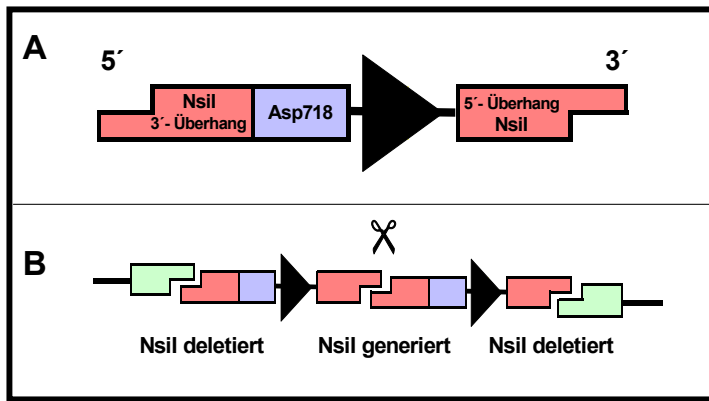 A
5´
3´
NsiI
3´- Überhang
Asp718
5´- Überhang
NsiI
B
NsiI deletiert
NsiI generiert
NsiI deletiert